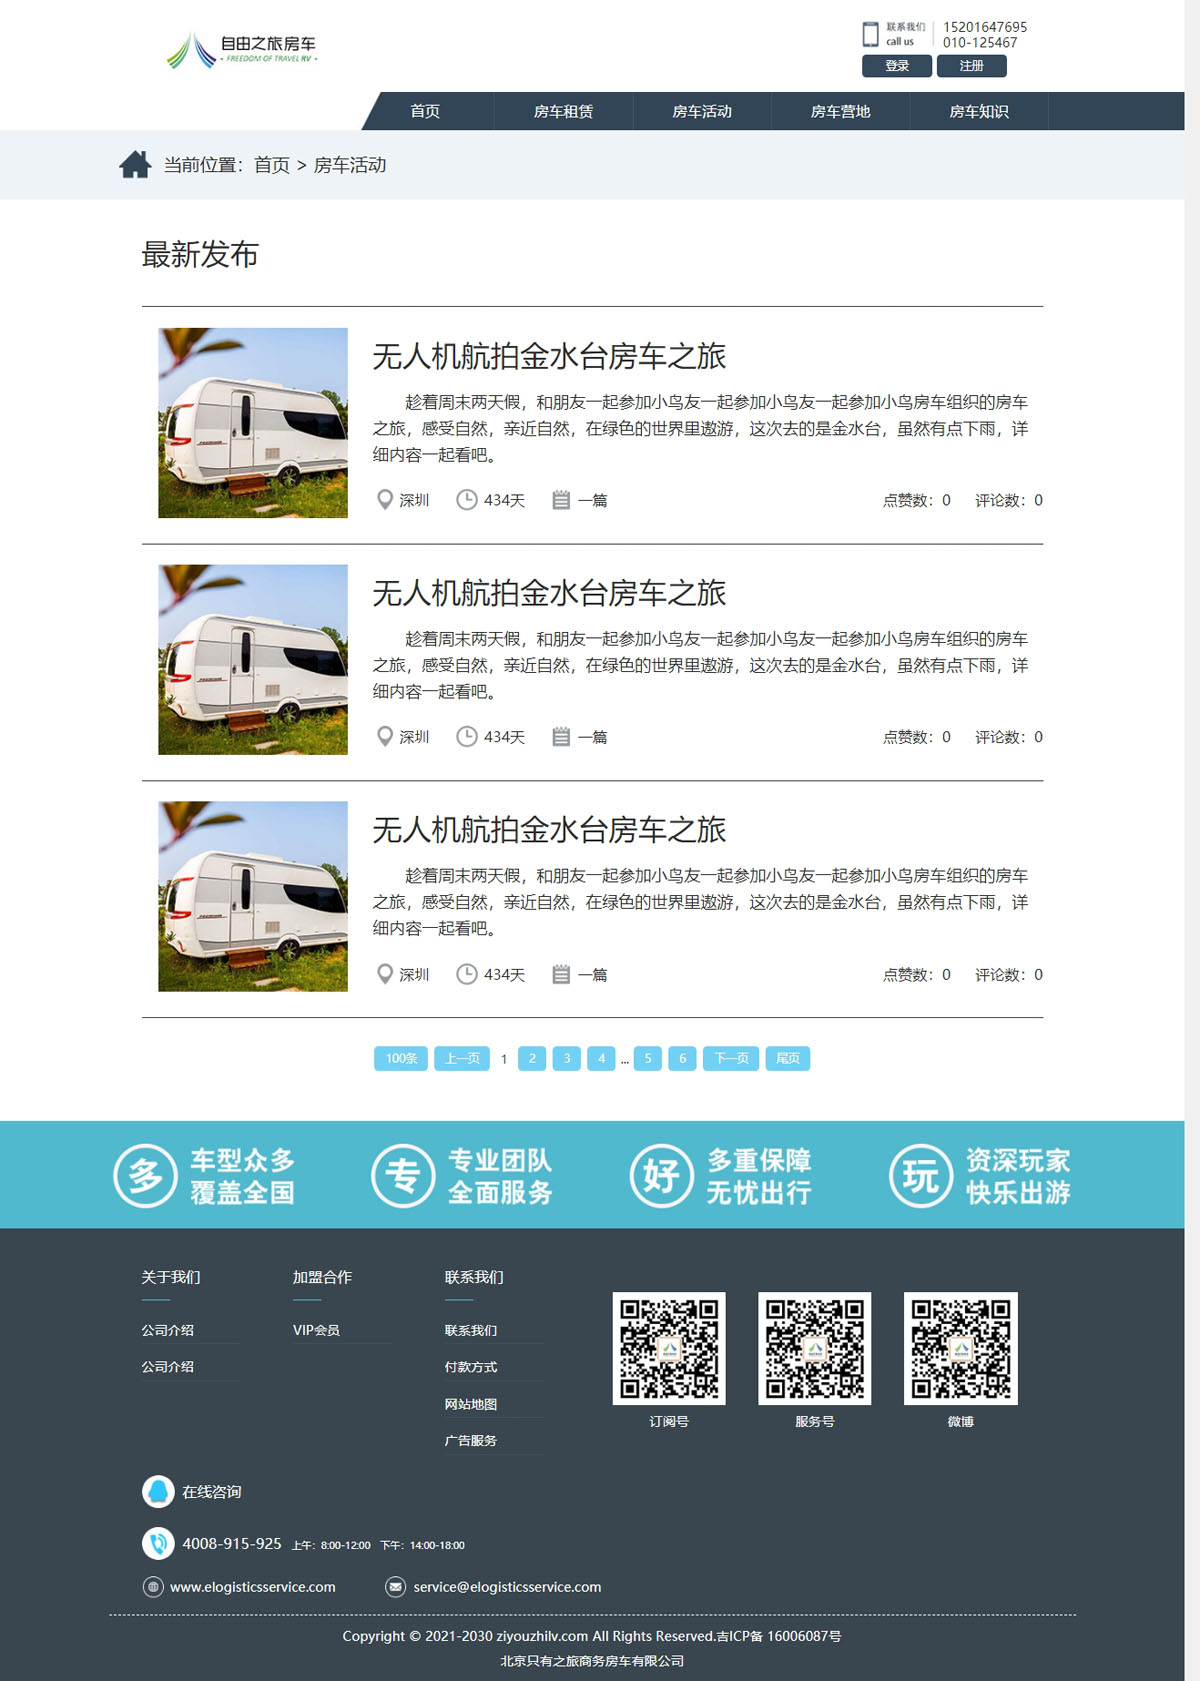 自由之旅房车
· FREEDOM OF TRAVEL RV ·
联系我们 15201647695
call us 010-125467
登录 注册
首页 房车租赁 房车活动 房车营地 房车知识
当前位置：首页 > 房车活动
最新发布
无人机航拍金水台房车之旅
趁着周末两天假，和朋友一起参加小鸟友一起参加小鸟友一起参加小鸟房车组织的房车
之旅，感受自然，亲近自然，在绿色的世界里遨游，这次去的是金水台，虽然有点下雨，详
细内容一起看吧。
深圳 434天 一篇 点赞数：0 评论数：0
无人机航拍金水台房车之旅
趁着周末两天假，和朋友一起参加小鸟友一起参加小鸟友一起参加小鸟房车组织的房车
之旅，感受自然，亲近自然，在绿色的世界里遨游，这次去的是金水台，虽然有点下雨，详
细内容一起看吧。
深圳 434天 一篇 点赞数：0 评论数：0
无人机航拍金水台房车之旅
趁着周末两天假，和朋友一起参加小鸟友一起参加小鸟友一起参加小鸟房车组织的房车
之旅，感受自然，亲近自然，在绿色的世界里遨游，这次去的是金水台，虽然有点下雨，详
细内容一起看吧。
深圳 434天 一篇 点赞数：0 评论数：0
100条 上一页 1 2 3 4 ... 5 6 下一页 尾页
多 车型众多 专 专业团队 好 多重保障 玩 资深玩家
覆盖全国 全面服务 无忧出行 快乐出游
关于我们 加盟合作 联系我们
公司介绍 VIP会员 联系我们
公司介绍 付款方式
网站地图
广告服务
订阅号 服务号 微博
在线咨询
4008-915-925 上午：8:00-12:00 下午：14:00-18:00
www.elogisticsservice.com service@elogisticsservice.com
Copyright © 2021-2030 ziyouzhilv.com All Rights Reserved.吉ICP备 16006087号
北京只有之旅商务房车有限公司